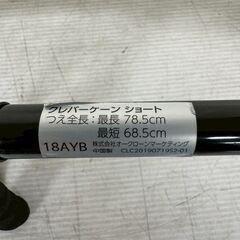 クレバーケーン ショート
つえ全長：最長 78.5cm
最短 68.5cm
18AYB 株式会社オークローンマーケティング
中国製 CLC2019071952-01